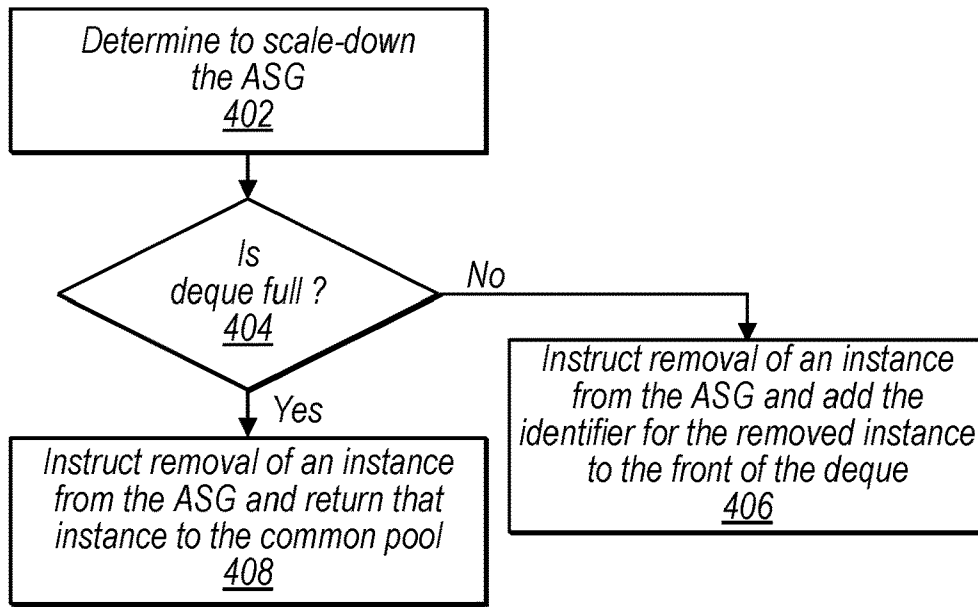 Determine to scale-down
the ASG
402
Is
deque full ?
404
No
Yes
Instruct removal of an instance
from the ASG and add the
identifier for the removed instance
to the front of the deque
406
Instruct removal of an instance
from the ASG and return that
instance to the common pool
408